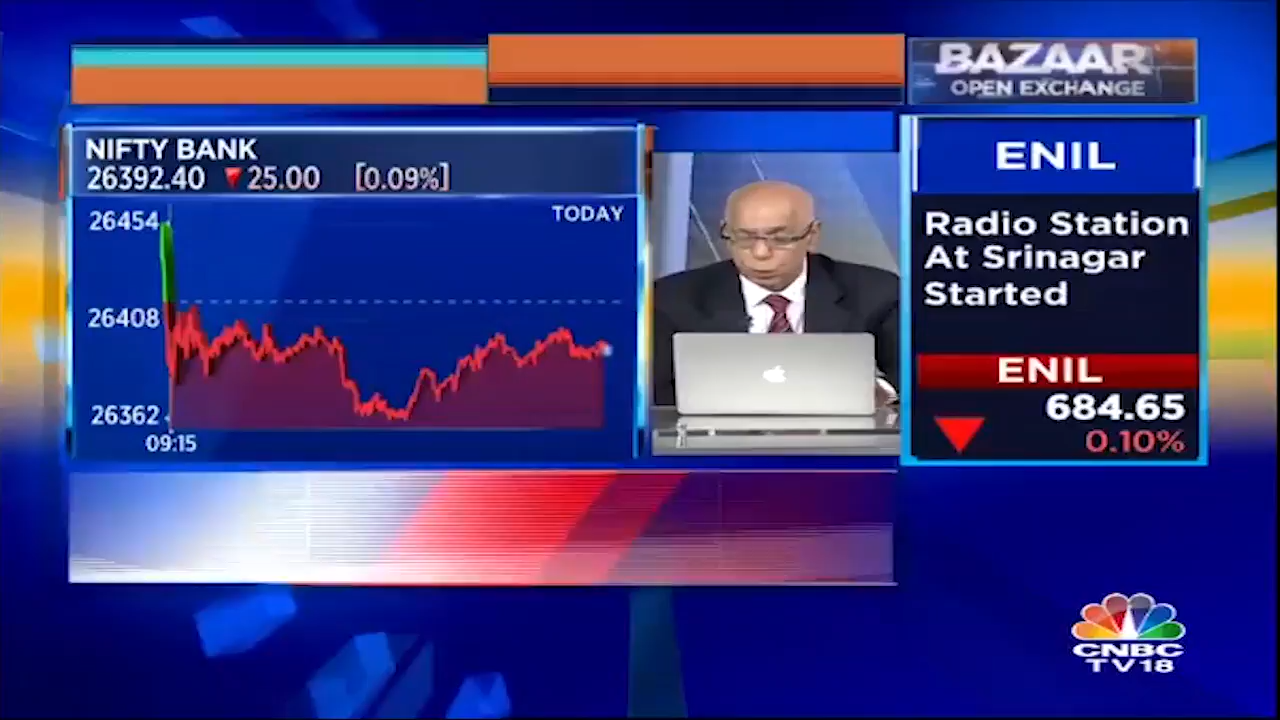 BAZAAR
OPEN EXCHANGE
NIFTY BANK
26392.40 ▼25.00 [0.09%]
TODAY
26454
26408
26362
09:15
ENIL
Radio Station
At Srinagar
Started
ENIL
684.65
0.10%
CNBC
TV18